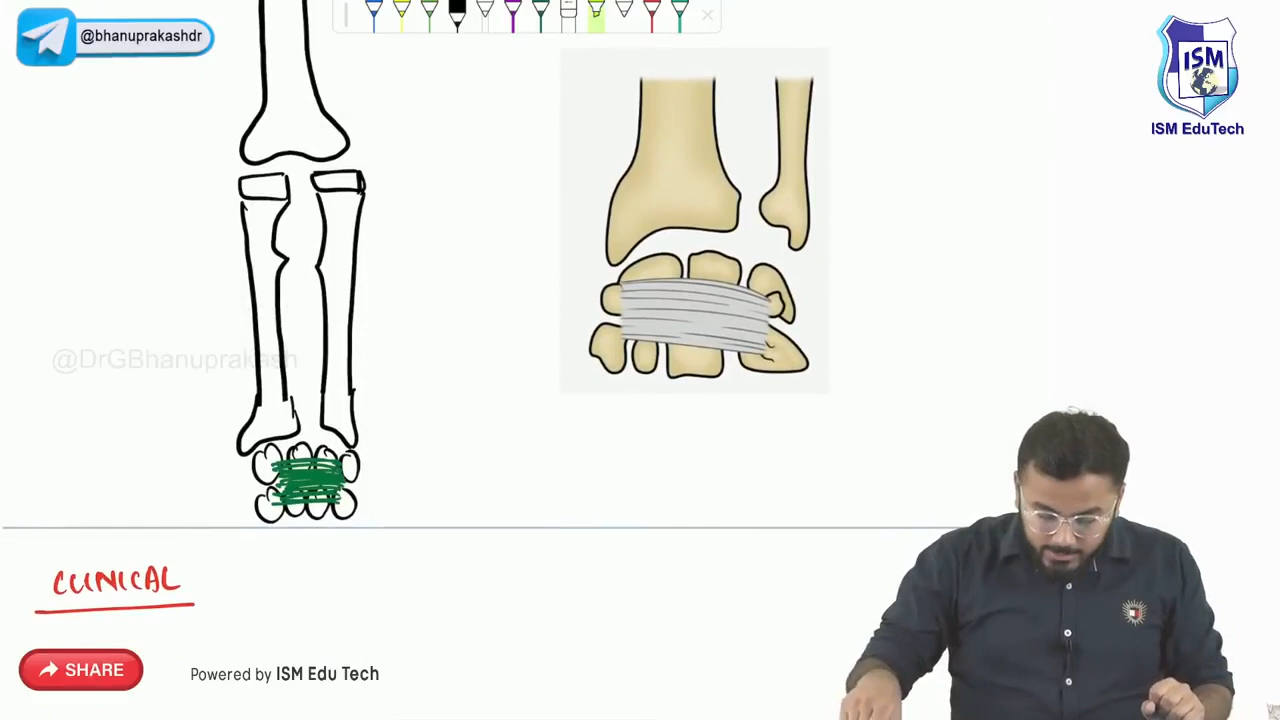 @bhanuprakashdr
ISM
ISM EduTech
@DrGBhanuprakash
CLINICAL
SHARE
Powered by ISM Edu Tech